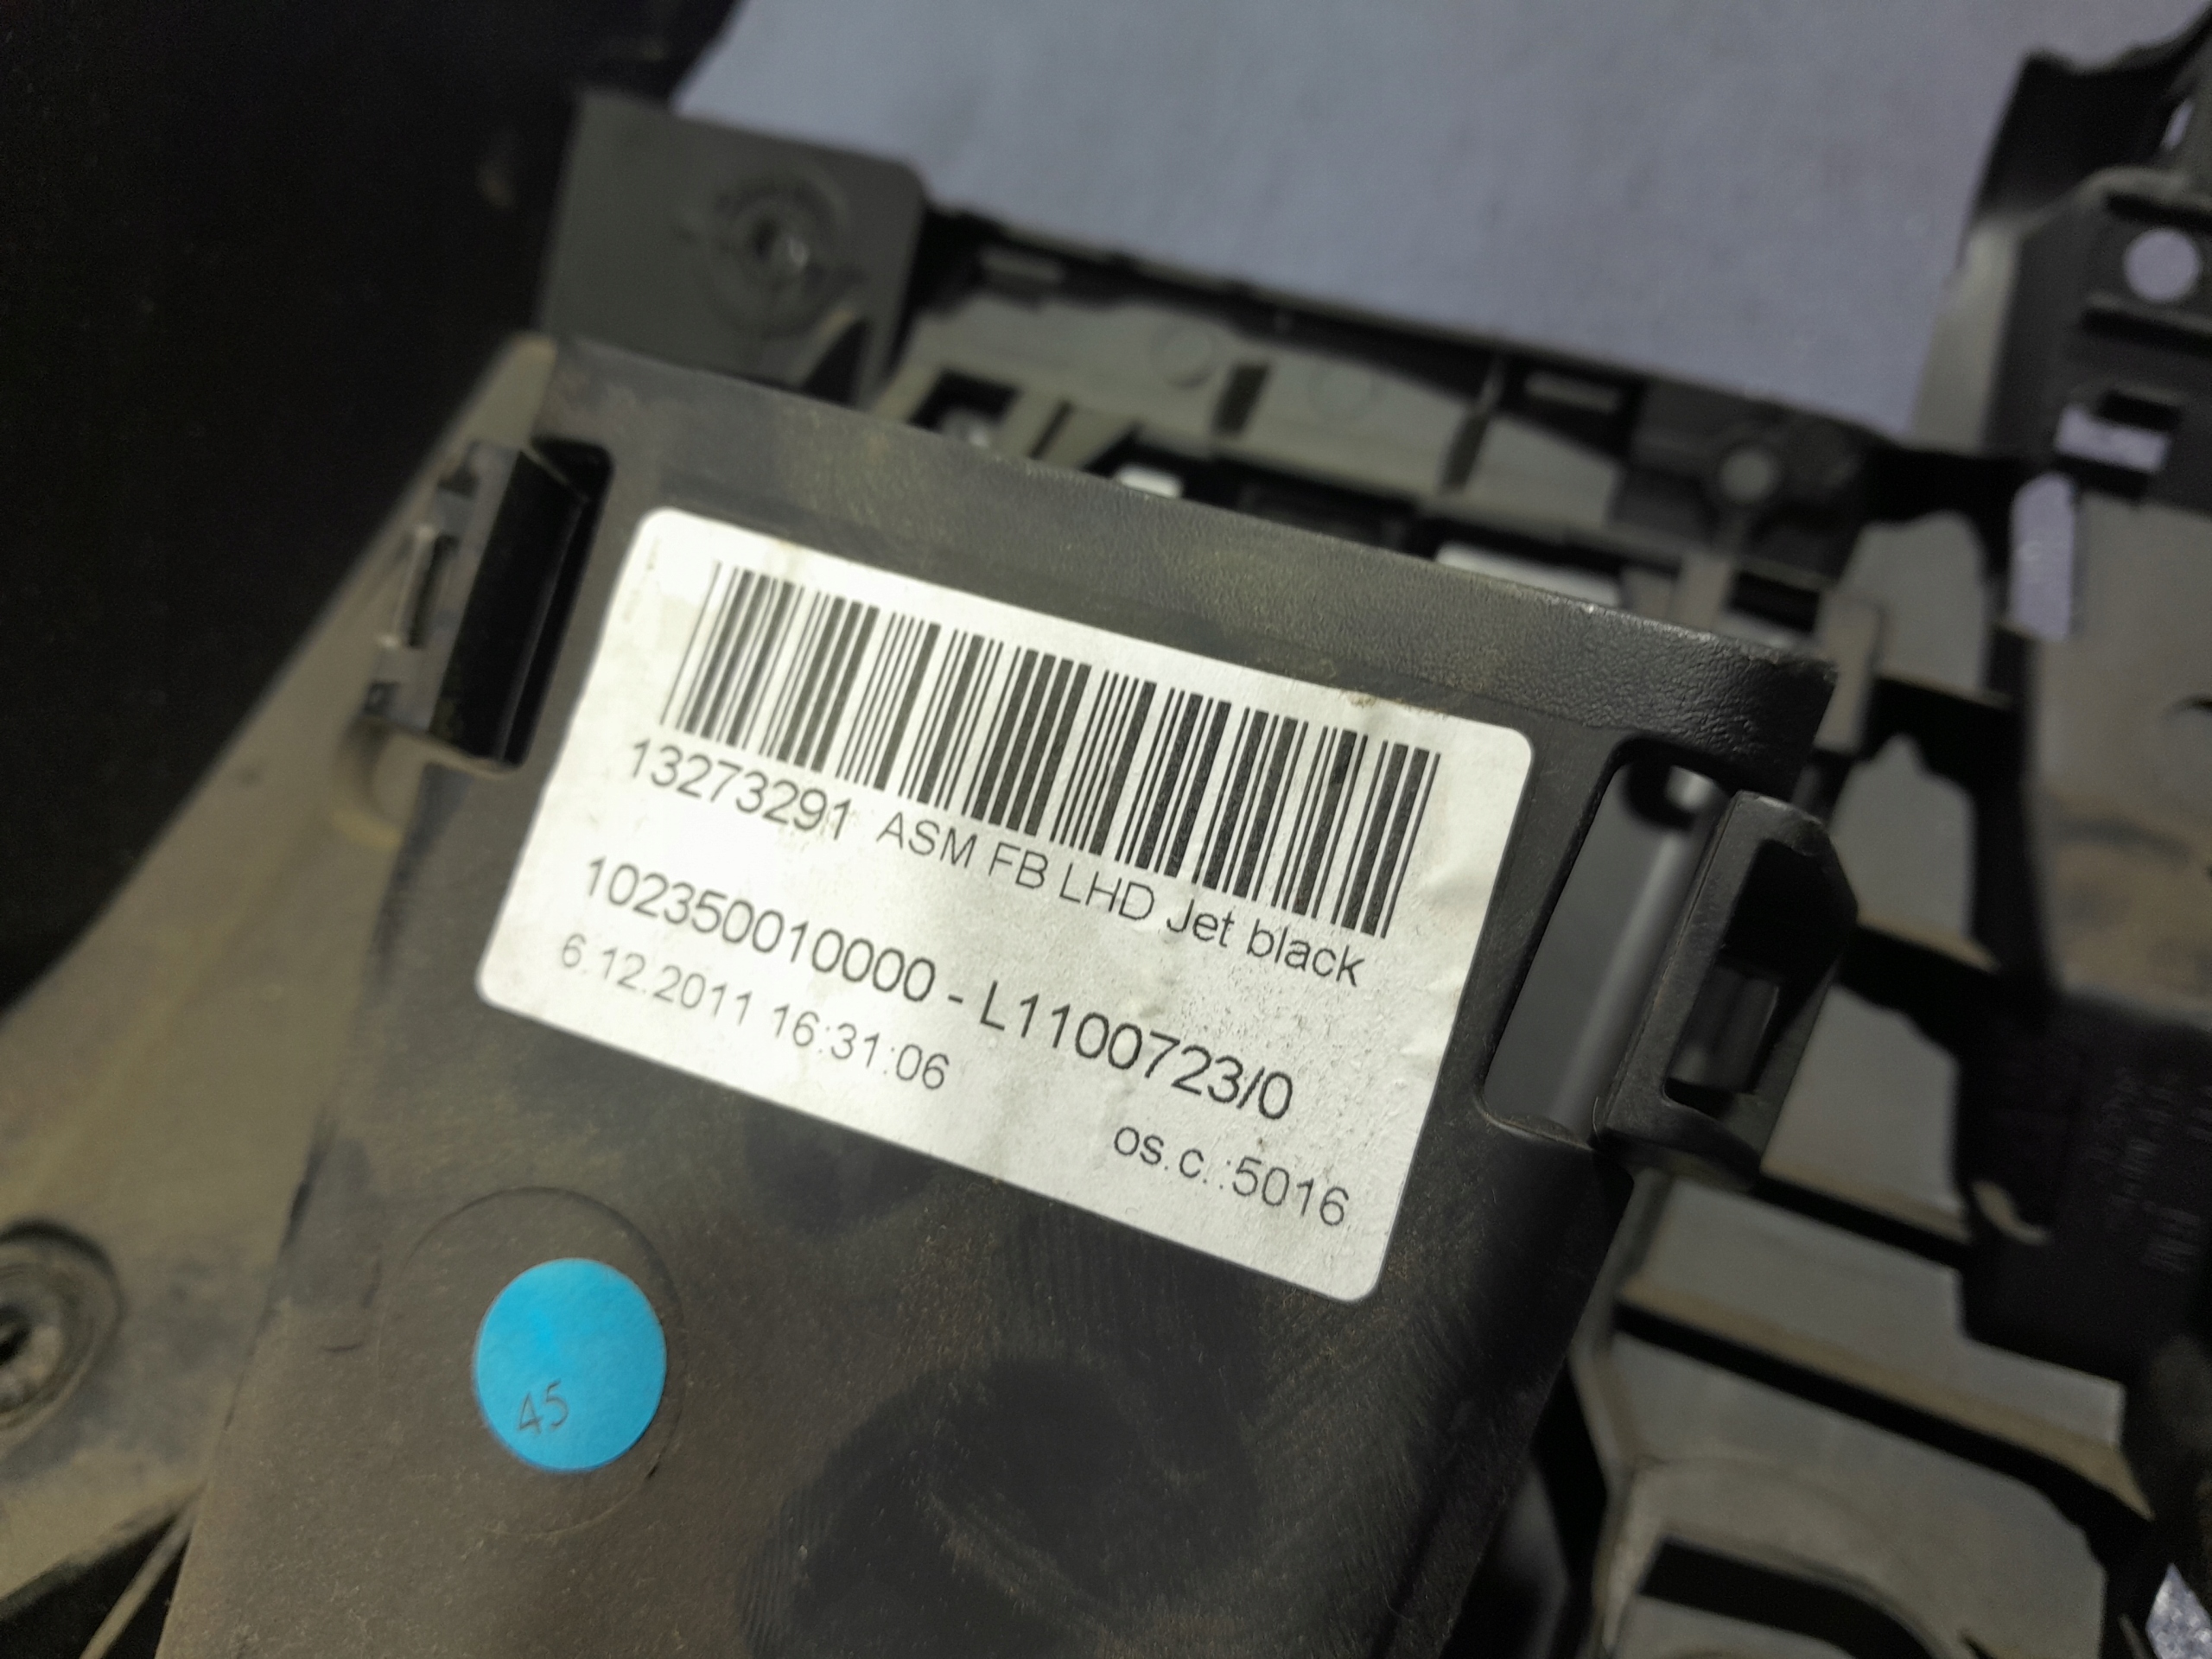 13273291 ASM FB LHD Jet black
102350010000 - L1100723/0
6.12.2011 16:31:06
os.c.:5016
45